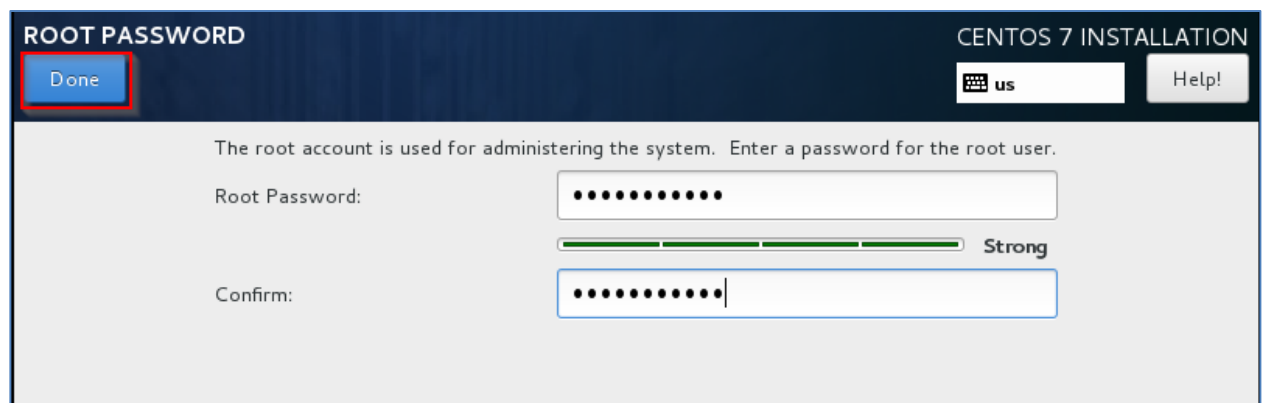 ROOT PASSWORD
CENTOS 7 INSTALLATION
Done
us
Help!
The root account is used for administering the system.  Enter a password for the root user.
Root Password:
●●●●●●●●●●●
Strong
Confirm:
●●●●●●●●●●●